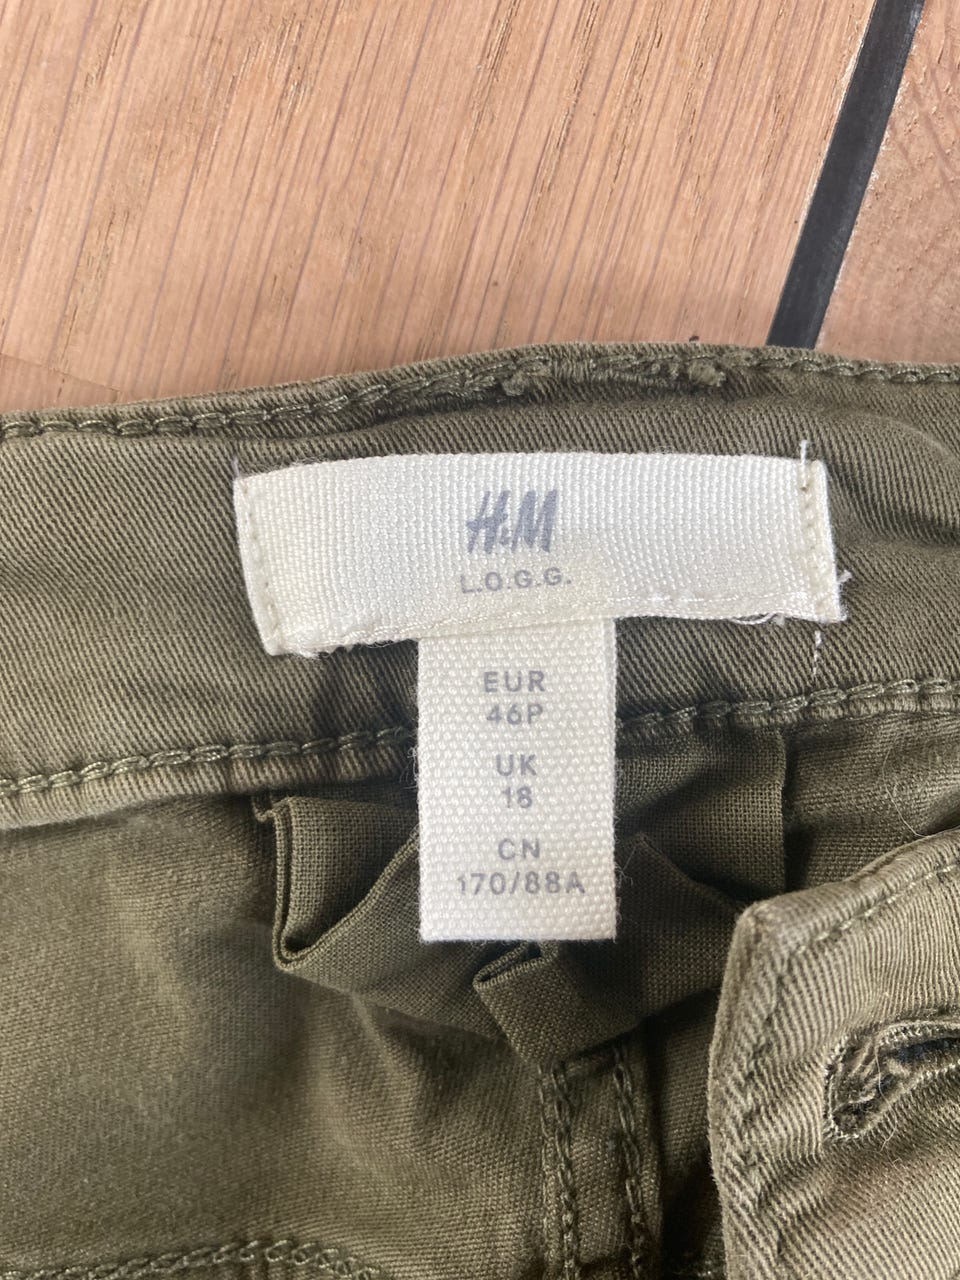 H&M
L.O.G.G.
EUR
46P
UK
18
CN
170/88A